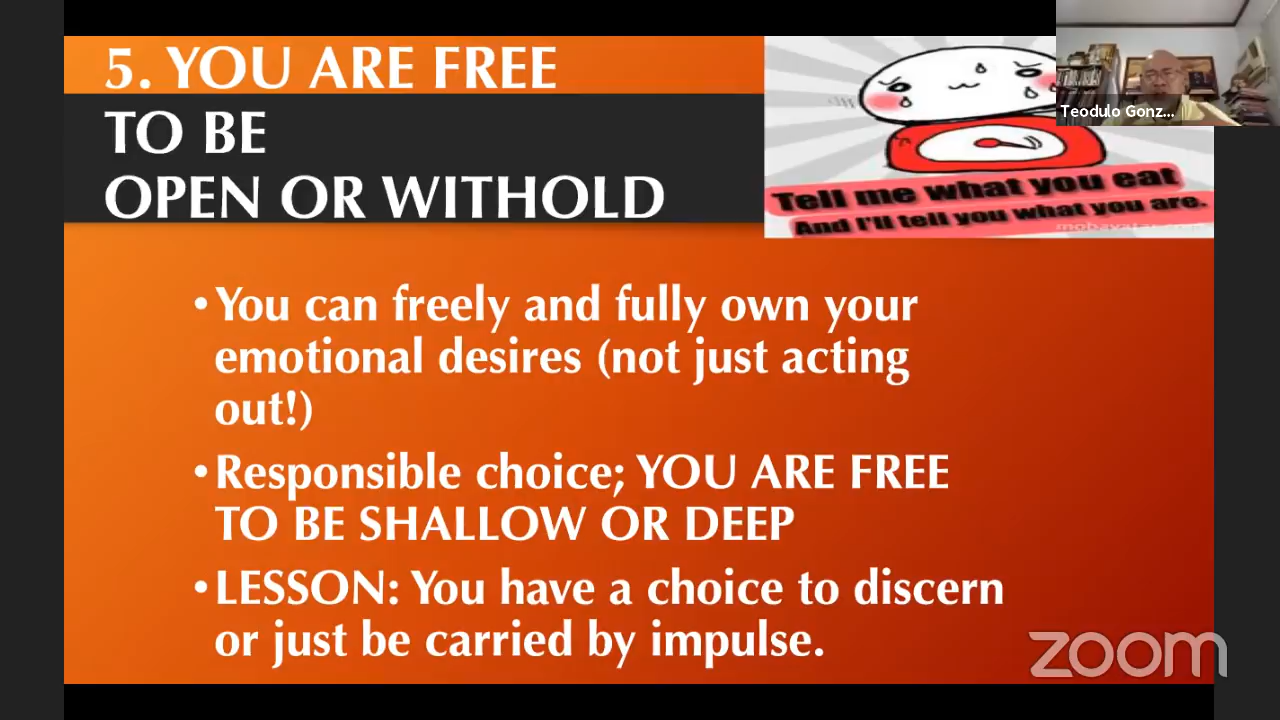 5. YOU ARE FREE
TO BE
OPEN OR WITHOLD
Tell me what you eat
And I'll tell you what you are.
Teodulo Gonz...
• You can freely and fully own your
emotional desires (not just acting
out!)
• Responsible choice; YOU ARE FREE
TO BE SHALLOW OR DEEP
• LESSON: You have a choice to discern
or just be carried by impulse.
zoom